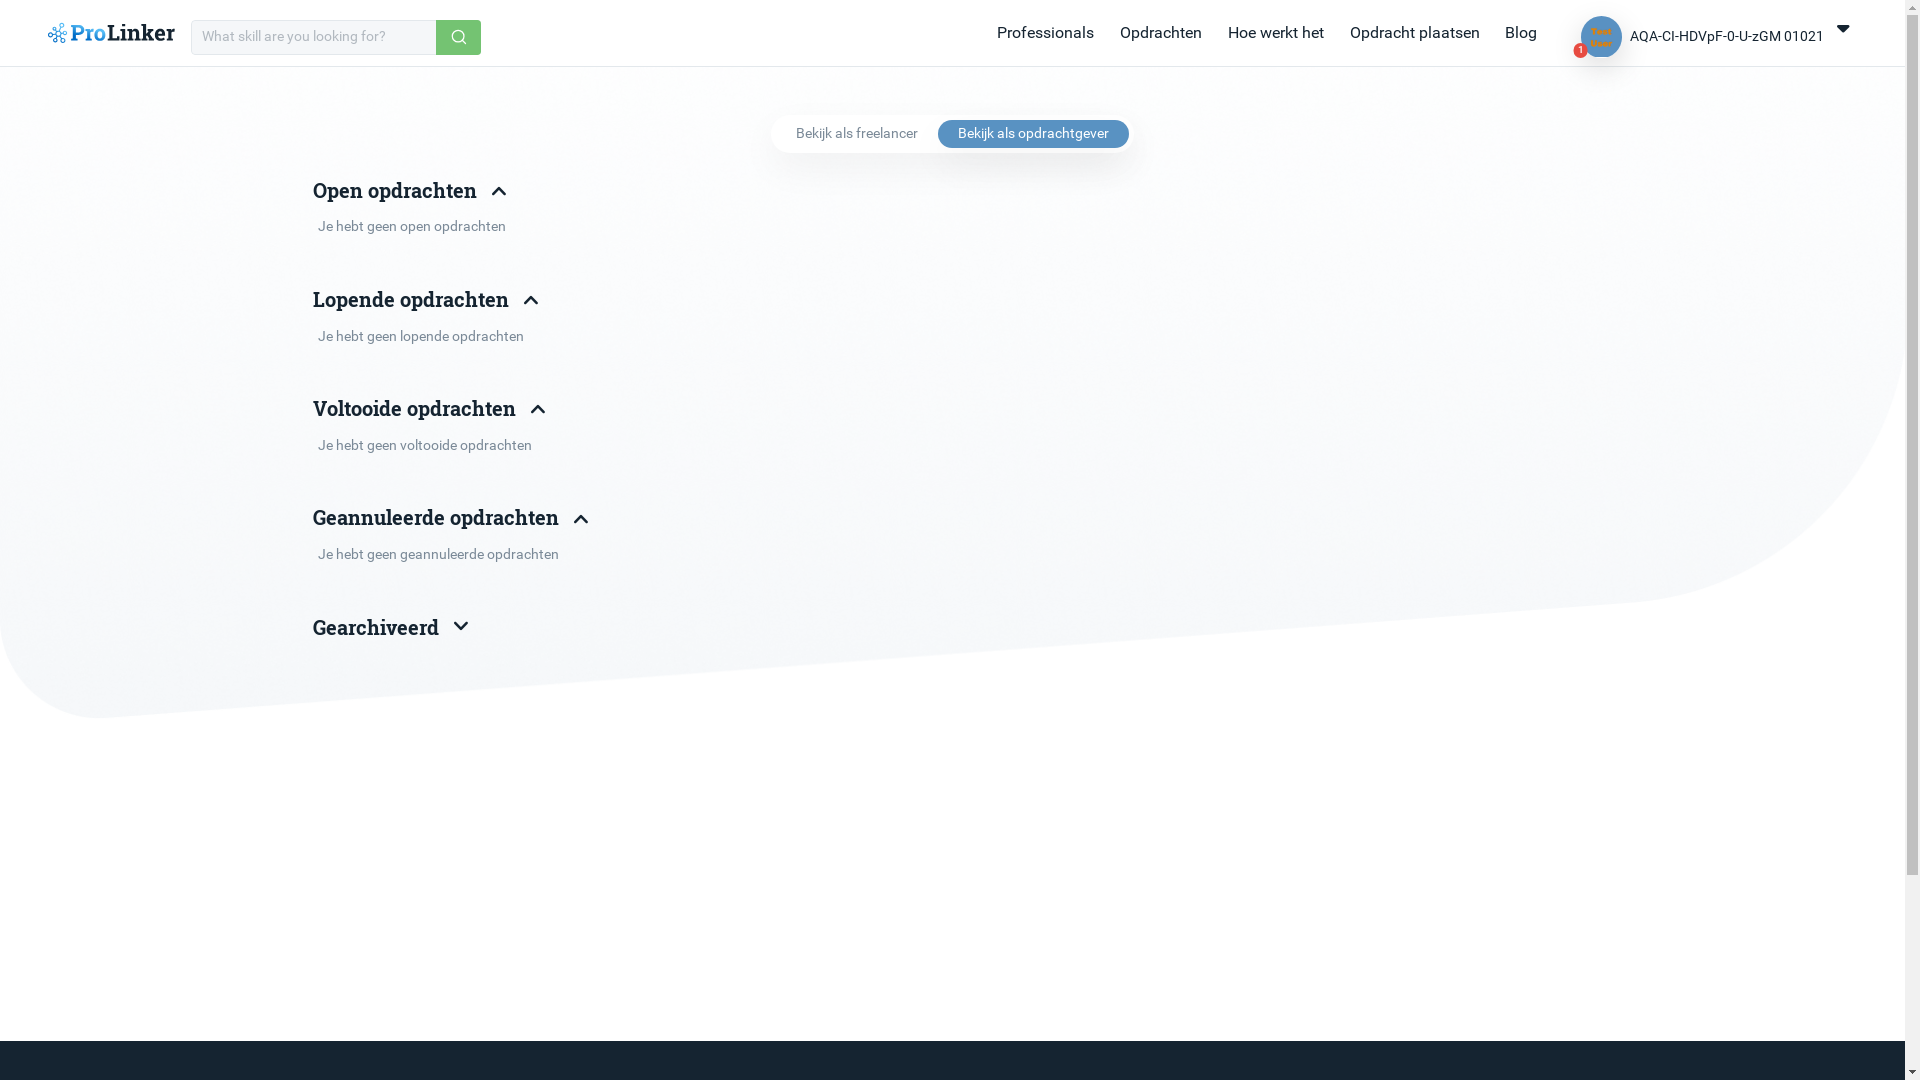 ProLinker
What skill are you looking for?
Professionals
Opdrachten
Hoe werkt het
Opdracht plaatsen
Blog
Test
User
1
AQA-CI-HDVpF-0-U-zGM 01021
Bekijk als freelancer
Bekijk als opdrachtgever
Open opdrachten
Je hebt geen open opdrachten
Lopende opdrachten
Je hebt geen lopende opdrachten
Voltooide opdrachten
Je hebt geen voltooide opdrachten
Geannuleerde opdrachten
Je hebt geen geannuleerde opdrachten
Gearchiveerd